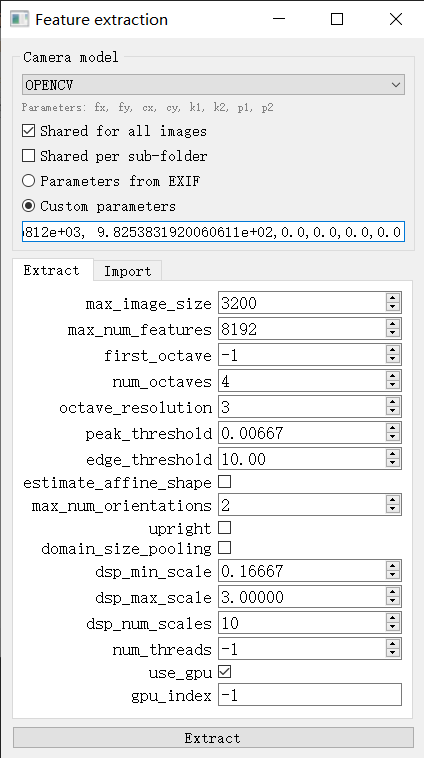 Feature extraction
Camera model
OPENCV
Parameters: fx, fy, cx, cy, k1, k2, p1, p2
Shared for all images
Shared per sub-folder
Parameters from EXIF
Custom parameters
812e+03, 9.8253831920060611e+02,0.0,0.0,0.0,0.0
Extract Import
max_image_size 3200
max_num_features 8192
first_octave -1
num_octaves 4
octave_resolution 3
peak_threshold 0.00667
edge_threshold 10.00
estimate_affine_shape
max_num_orientations 2
upright
domain_size_pooling
dsp_min_scale 0.16667
dsp_max_scale 3.00000
dsp_num_scales 10
num_threads -1
use_gpu
gpu_index -1
Extract